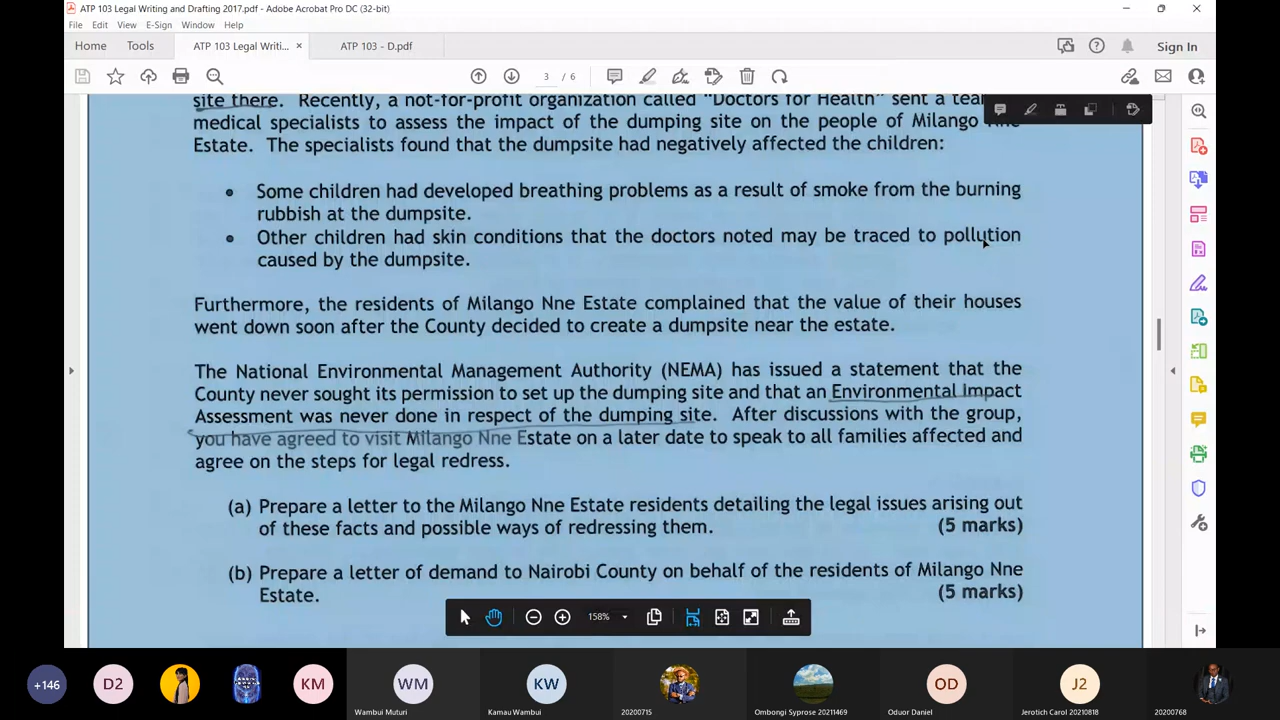 ATP 103 Legal Writing and Drafting 2017.pdf - Adobe Acrobat Pro DC (32-bit)
File Edit View E-Sign Window Help
Home Tools ATP 103 Legal Writi... × ATP 103 - D.pdf Sign In
3 / 6
site there. Recently, a not-for-profit organization called "Doctors for Health" sent a
medical specialists to assess the impact of the dumping site on the people of Milango Nne
Estate. The specialists found that the dumpsite had negatively affected the children:
• Some children had developed breathing problems as a result of smoke from the burning
rubbish at the dumpsite.
• Other children had skin conditions that the doctors noted may be traced to pollution
caused by the dumpsite.
Furthermore, the residents of Milango Nne Estate complained that the value of their houses
went down soon after the County decided to create a dumpsite near the estate.
The National Environmental Management Authority (NEMA) has issued a statement that the
County never sought its permission to set up the dumping site and that an Environmental Impact
Assessment was never done in respect of the dumping site. After discussions with the group,
you have agreed to visit Milango Nne Estate on a later date to speak to all families affected and
agree on the steps for legal redress.
(a) Prepare a letter to the Milango Nne Estate residents detailing the legal issues arising out
of these facts and possible ways of redressing them. (5 marks)
(b) Prepare a letter of demand to Nairobi County on behalf of the residents of Milango Nne
Estate. (5 marks)
158%
+146 D2 KM WM KW OD J2
Wambui Muturi Kamau Wambui 20200715 Ombongi Syprose 20211469 Oduor Daniel Jerotich Carol 20210818 20200768